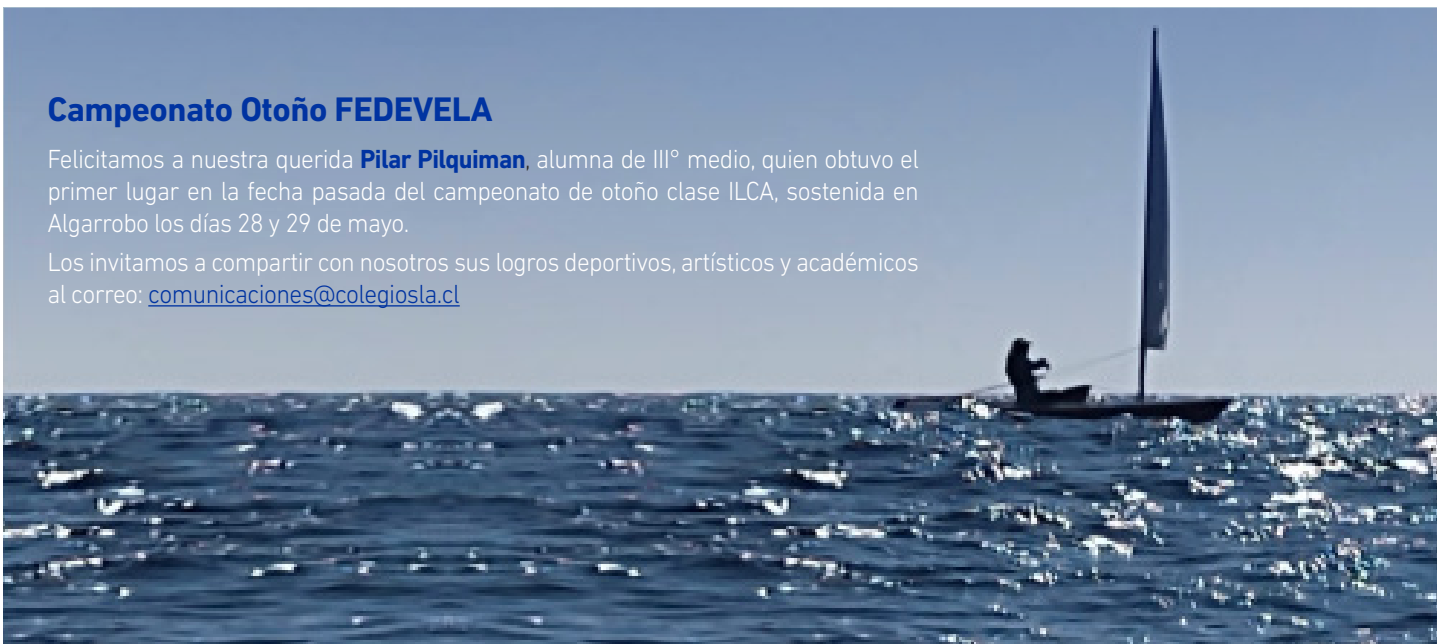 Campeonato Otoño FEDEVELA
Felicitamos a nuestra querida Pilar Pilquiman, alumna de III° medio, quien obtuvo el
primer lugar en la fecha pasada del campeonato de otoño clase ILCA, sostenida en
Algarrobo los días 28 y 29 de mayo.
Los invitamos a compartir con nosotros sus logros deportivos, artísticos y académicos
al correo: comunicaciones@colegiosla.cl